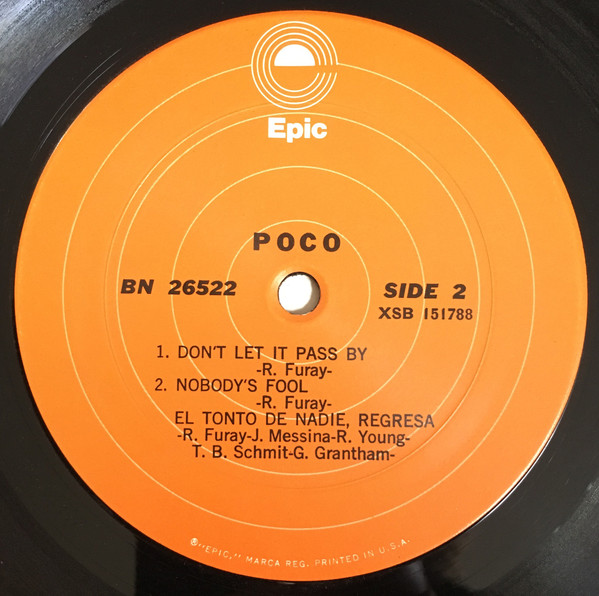 Epic
POCO
BN 26522
SIDE 2
XSB 151788
1. DON'T LET IT PASS BY
-R. Furay-
2. NOBODY'S FOOL
-R. Furay-
EL TONTO DE NADIE, REGRESA
-R. Furay-J. Messina-R. Young-
T. B. Schmit-G. Grantham-
®"EPIC," MARCA REG. PRINTED IN U.S.A.